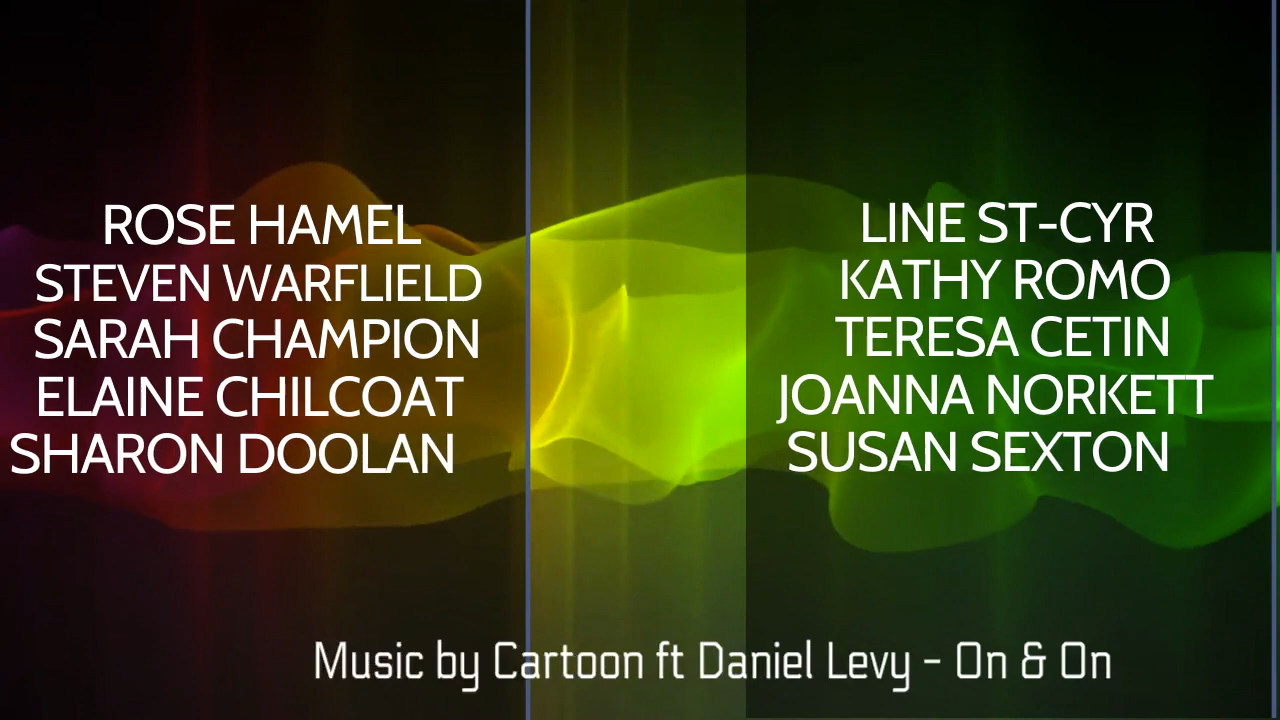 ROSE HAMEL
STEVEN WARFLIELD
SARAH CHAMPION
ELAINE CHILCOAT
SHARON DOOLAN
LINE ST-CYR
KATHY ROMO
TERESA CETIN
JOANNA NORKETT
SUSAN SEXTON
Music by Cartoon ft Daniel Levy - On & On